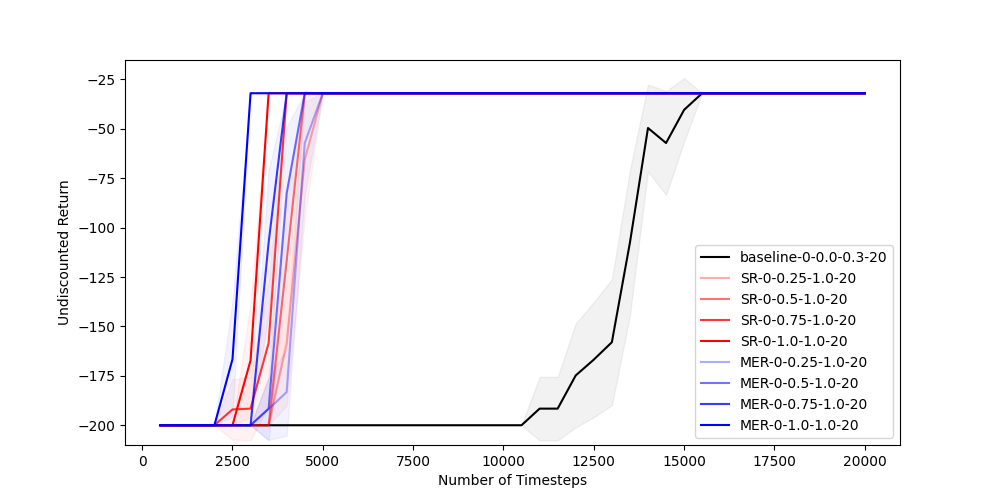 −25
−50
−75
−100
−125
−150
−175
−200
Undiscounted Return
0 2500 5000 7500 10000 12500 15000 17500 20000
Number of Timesteps
baseline-0-0.0-0.3-20
SR-0-0.25-1.0-20
SR-0-0.5-1.0-20
SR-0-0.75-1.0-20
SR-0-1.0-1.0-20
MER-0-0.25-1.0-20
MER-0-0.5-1.0-20
MER-0-0.75-1.0-20
MER-0-1.0-1.0-20